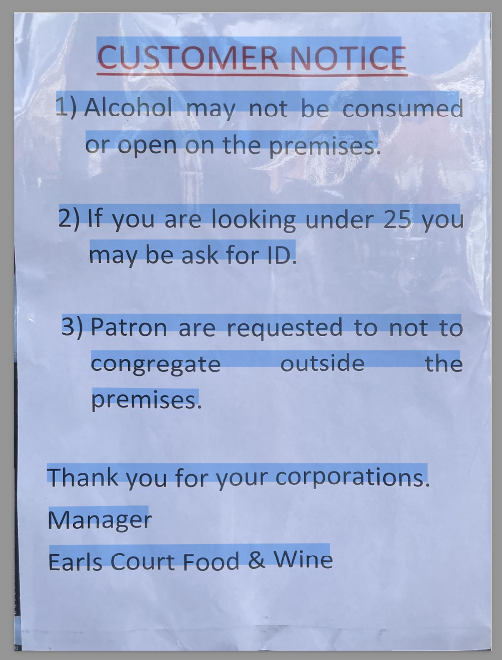 CUSTOMER NOTICE
1) Alcohol may not be consumed
or open on the premises.
2) If you are looking under 25 you
may be ask for ID.
3) Patron are requested to not to
congregate outside the
premises.
Thank you for your corporations.
Manager
Earls Court Food & Wine